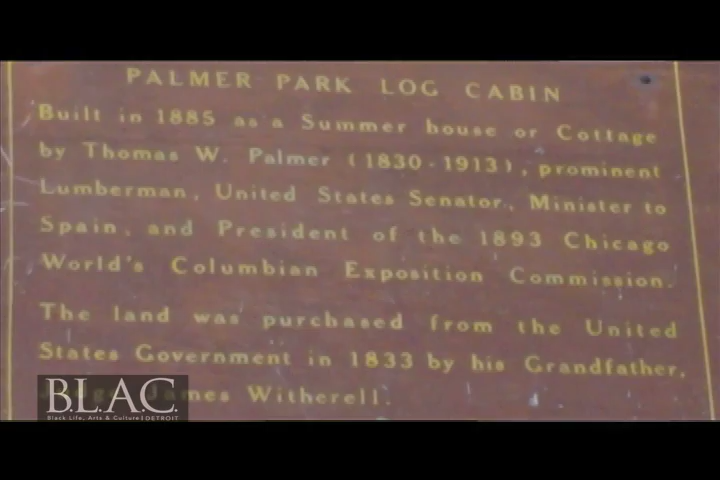 PALMER PARK LOG CABIN
Built in 1885 as a Summer house or Cottage
by Thomas W. Palmer (1830-1913), prominent
Lumberman, United States Senator, Minister to
Spain, and President of the 1893 Chicago
World's Columbian Exposition Commission.
The land was purchased from the United
States Government in 1833 by his Grandfather,
James Witherell.
B.L.A.C.
Black Life, Arts & Culture | DETROIT